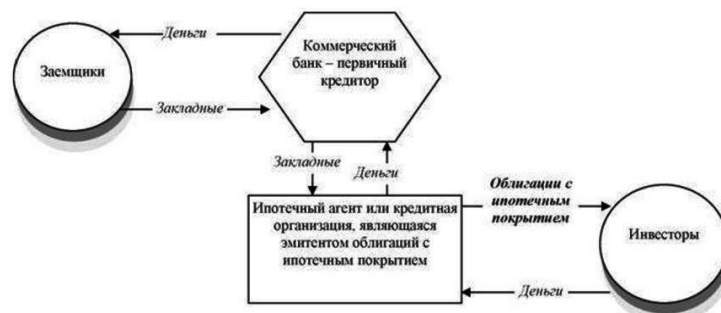 Деньги
Заемщики
Закладные
Коммерческий
банк – первичный
кредитор
Закладные
Деньги
Ипотечный агент или кредитная
организация, являющаяся
эмитентом облигаций с
ипотечным покрытием
Облигации с
ипотечным
покрытием
Инвесторы
Деньги